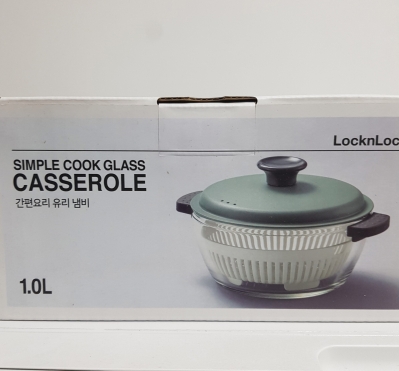 LocknLoc
SIMPLE COOK GLASS
CASSEROLE
간편요리 유리 냄비
1.0L